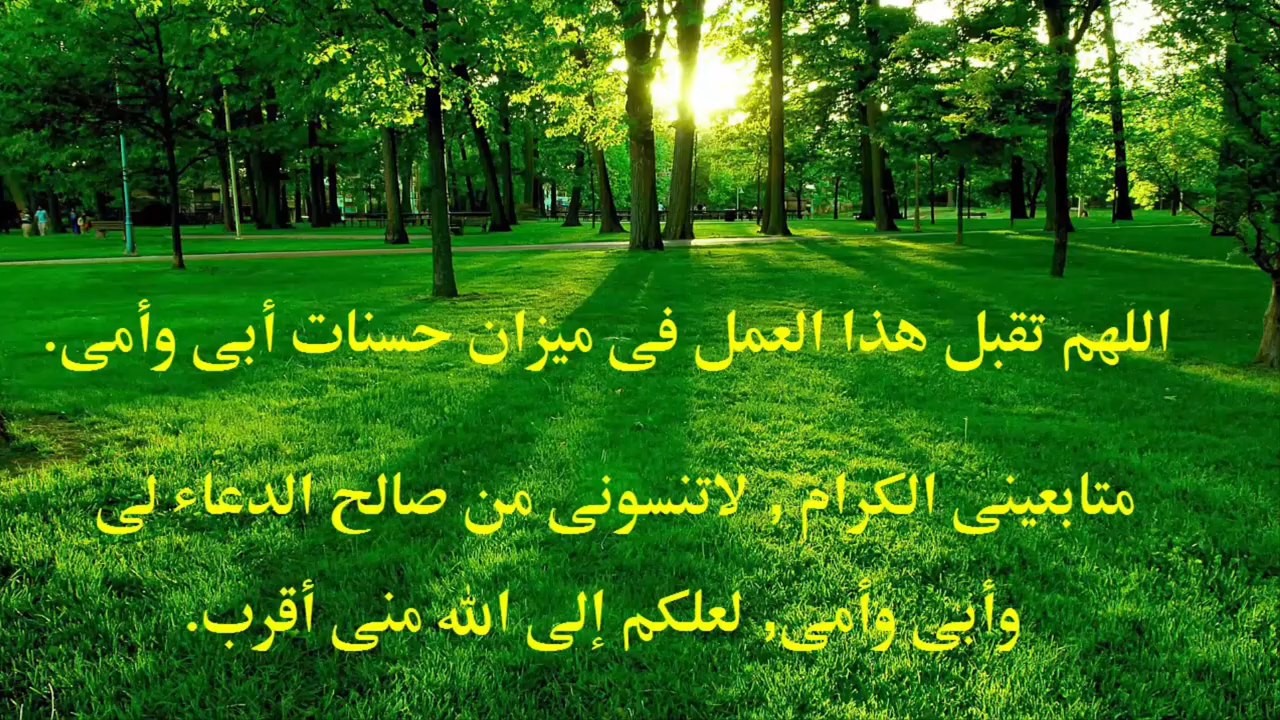 اللهم تقبل هذا العمل فى ميزان حسنات أبى وأمى.
متابعينى الكرام , لاتنسونى من صالح الدعاء لى
وأبى وأمى, لعلكم إلى الله منى أقرب.